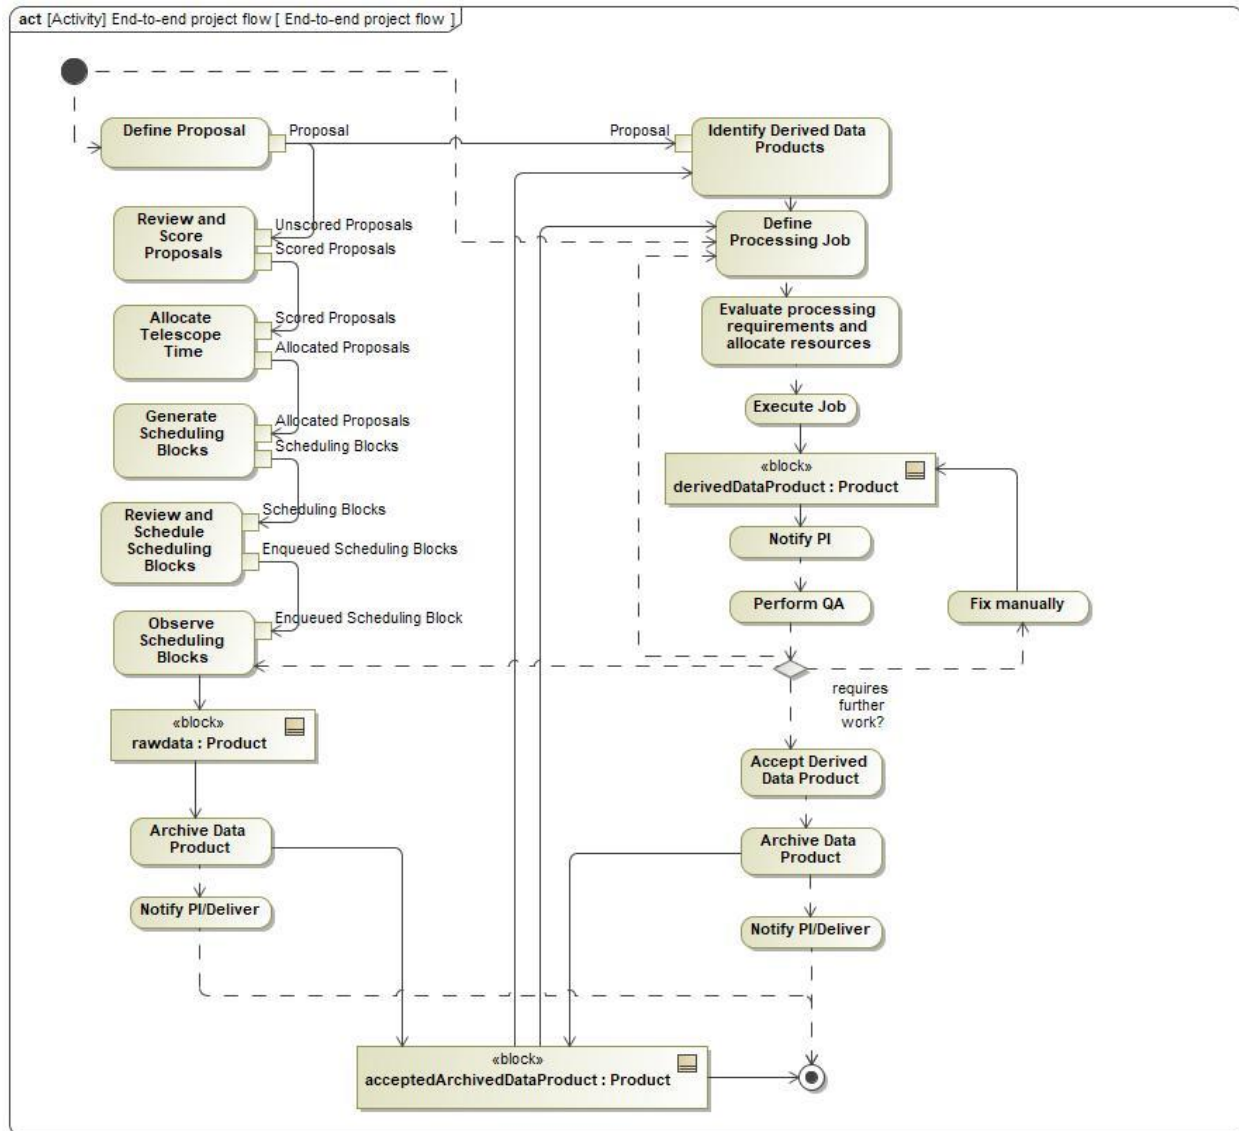 act [Activity] End-to-end project flow [ End-to-end project flow ]
Define Proposal
Proposal
Proposal
Identify Derived Data
Products
Review and
Score
Proposals
Unscored Proposals
Scored Proposals
Define
Processing Job
Allocate
Telescope
Time
Scored Proposals
Allocated Proposals
Evaluate processing
requirements and
allocate resources
Generate
Scheduling
Blocks
Allocated Proposals
Scheduling Blocks
Execute Job
«block»
derivedDataProduct : Product
Review and
Schedule
Scheduling
Blocks
Scheduling Blocks
Enqueued Scheduling Blocks
Notify PI
Perform QA
Fix manually
Observe
Scheduling
Blocks
Enqueued Scheduling Block
requires
further
work?
«block»
rawdata : Product
Accept Derived
Data Product
Archive Data
Product
Archive Data
Product
Notify PI/Deliver
Notify PI/Deliver
«block»
acceptedArchivedDataProduct : Product